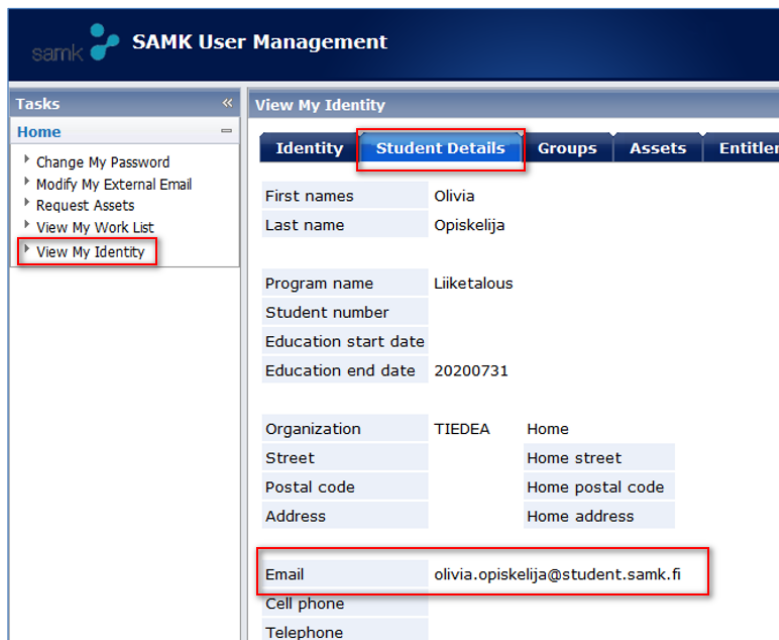 samk SAMK User Management
Tasks «
Home
Change My Password
Modify My External Email
Request Assets
View My Work List
View My Identity
View My Identity
Identity Student Details Groups Assets Entitler
First names Olivia
Last name Opiskelija
Program name Liiketalous
Student number
Education start date
Education end date 20200731
Organization TIEDEA Home
Street Home street
Postal code Home postal code
Address Home address
Email olivia.opiskelija@student.samk.fi
Cell phone
Telephone